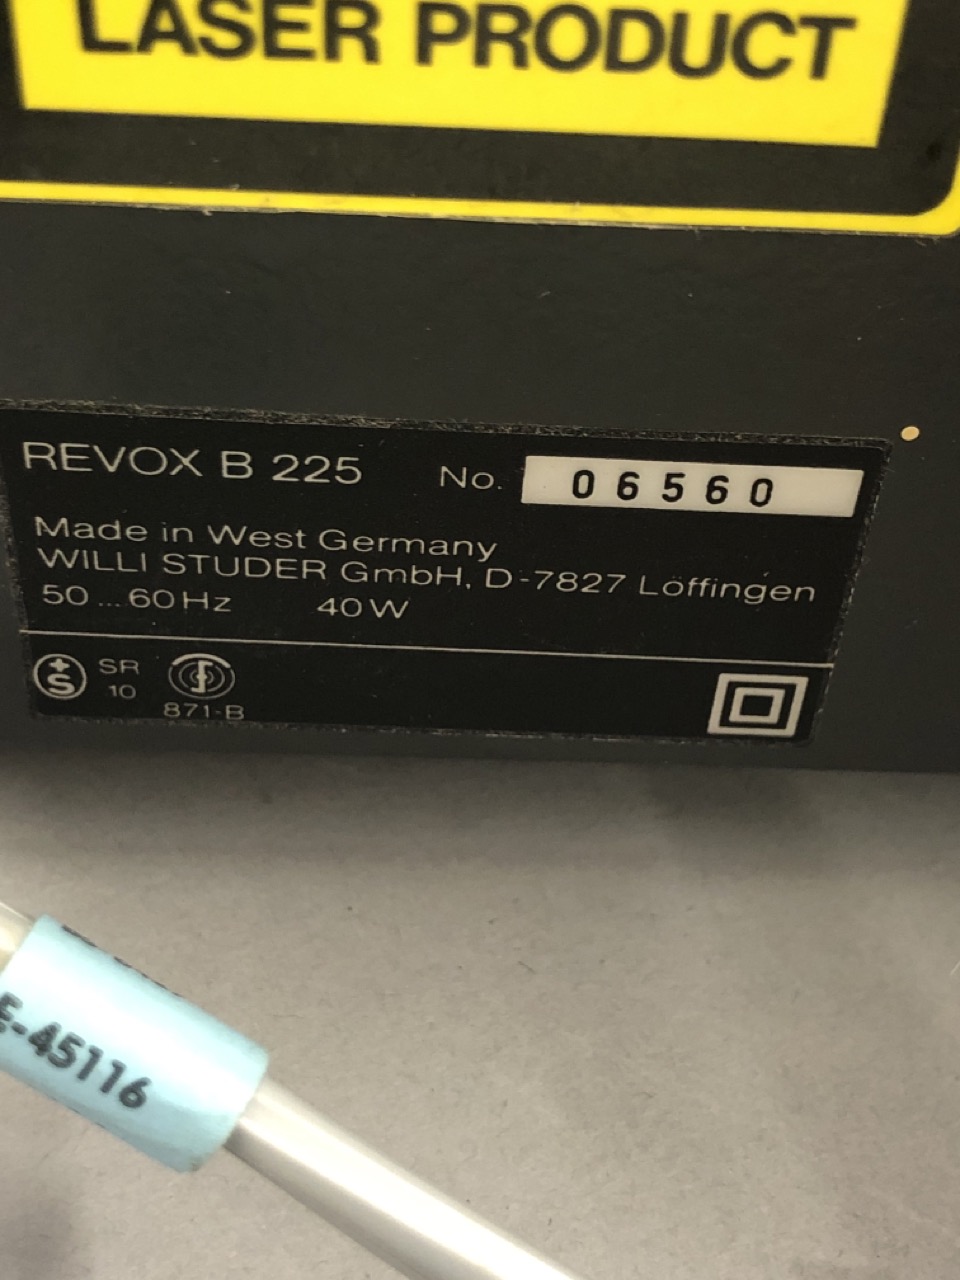 LASER PRODUCT
REVOX B 225 No. 06560
Made in West Germany
WILLI STUDER GmbH, D-7827 Löffingen
50...60 Hz 40 W
+S SR 10
871-B
E-45116